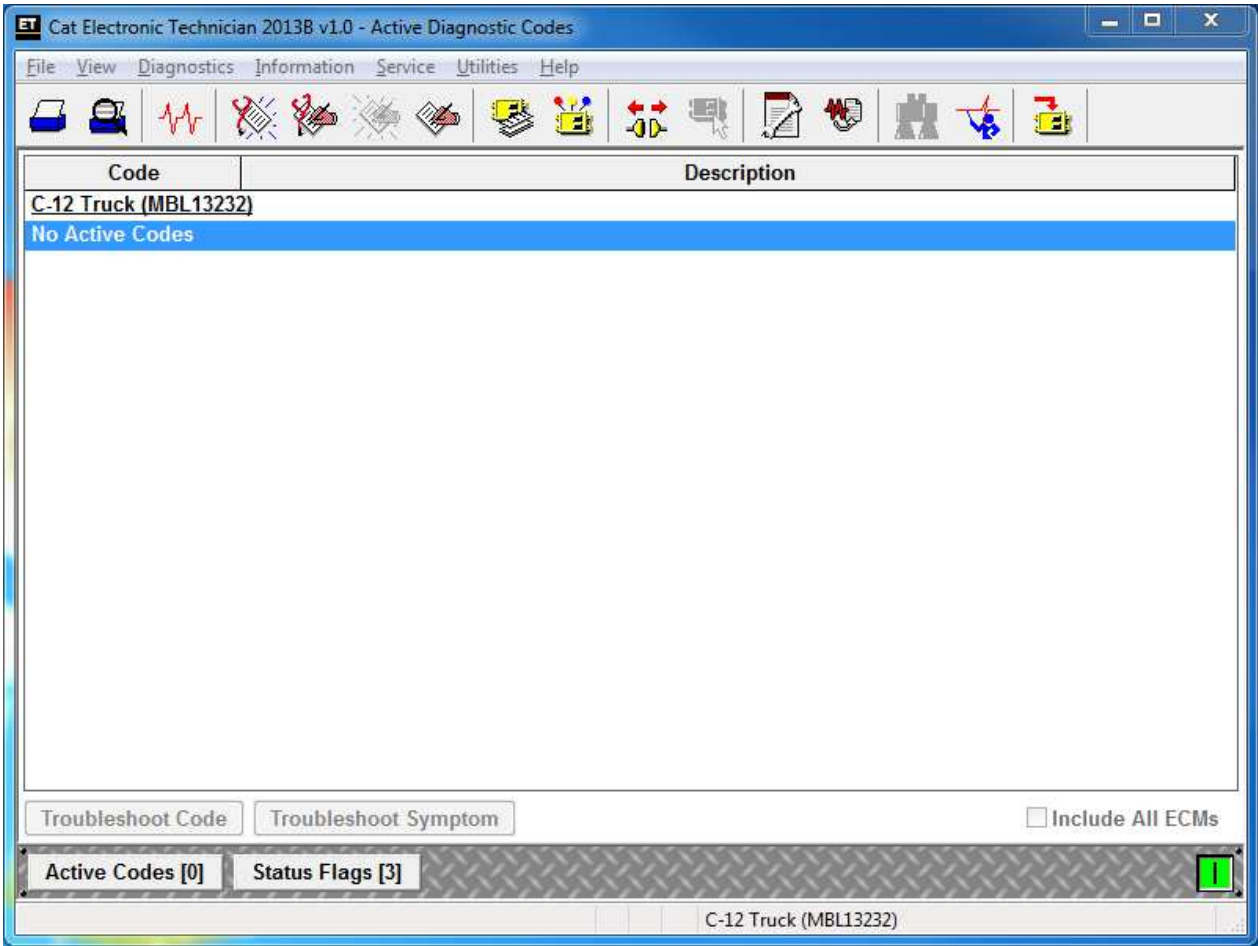 ET Cat Electronic Technician 2013B v1.0 - Active Diagnostic Codes
File View Diagnostics Information Service Utilities Help
Code Description
C-12 Truck (MBL13232)
No Active Codes
Troubleshoot Code Troubleshoot Symptom Include All ECMs
Active Codes [0] Status Flags [3]
C-12 Truck (MBL13232)